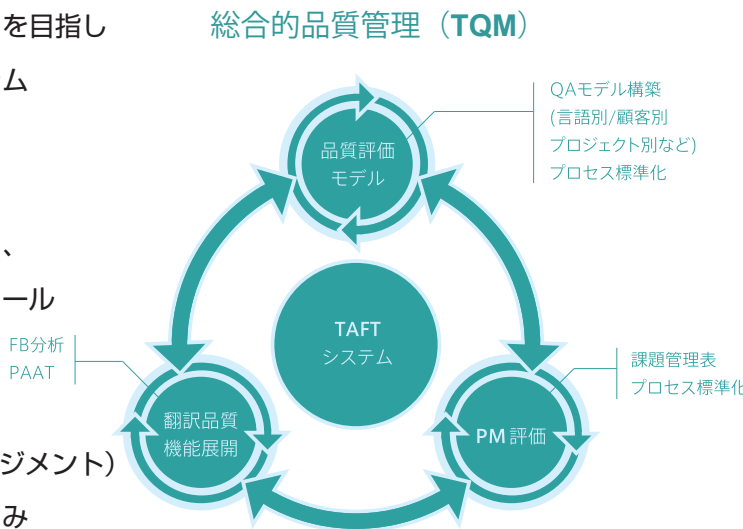 を目指し
ム
、
ール
ジメント）
み
総合的品質管理（TQM）
QAモデル構築
(言語別/顧客別
プロジェクト別など)
プロセス標準化
品質評価
モデル
TAFT
システム
FB分析
PAAT
翻訳品質
機能展開
PM 評価
課題管理表
プロセス標準化